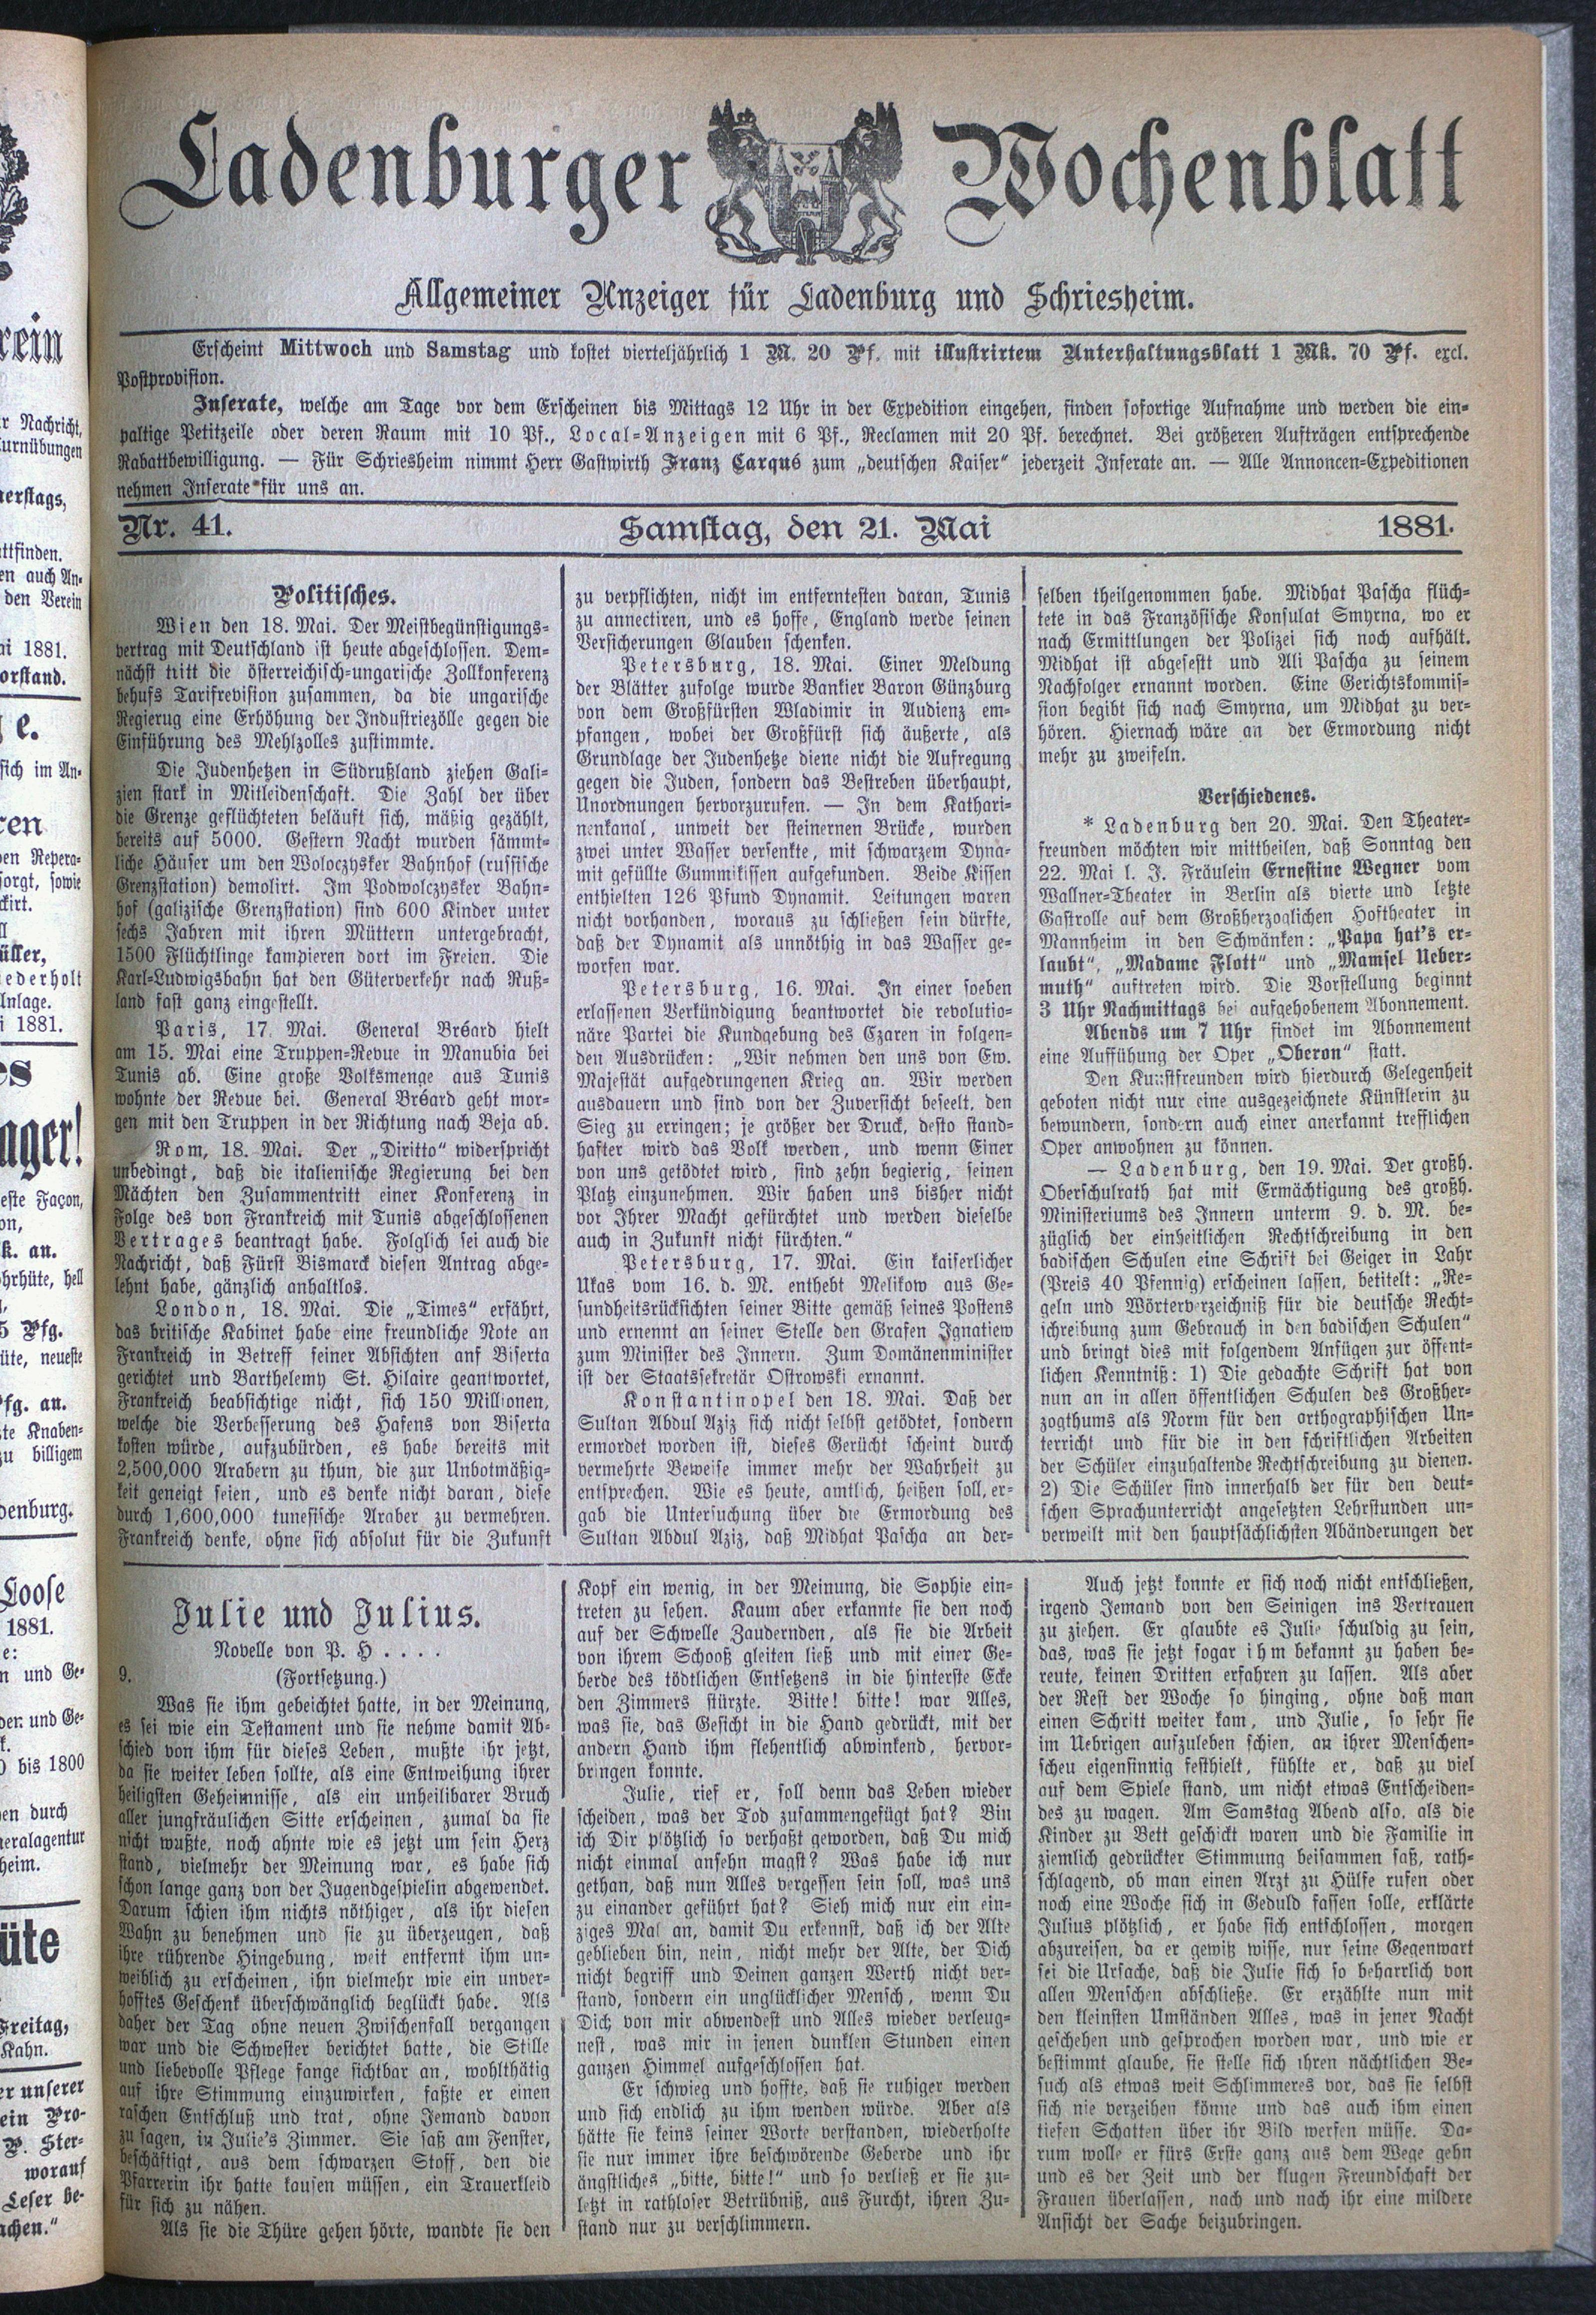 Ladenburger Wochenblatt
Allgemeiner Anzeiger für Ladenburg und Schriesheim.
Erscheint Mittwoch und Samstag und kostet vierteljährlich 1 M. 20 Pf. mit illustrirtem Unterhaltungsblatt 1 Mk. 70 Pf. excl.
Postprovision.
Inserate, welche am Tage vor dem Erscheinen bis Mittags 12 Uhr in der Expedition eingehen, finden sofortige Aufnahme und werden die ein-
paltige Petitzeile oder deren Raum mit 10 Pf., Local-Anzeigen mit 6 Pf., Reclamen mit 20 Pf. berechnet. Bei größeren Aufträgen entsprechende
Rabattbewilligung. — Für Schriesheim nimmt Herr Gastwirth Franz Carqus zum „deutschen Kaiser“ jederzeit Inserate an. — Alle Annoncen-Expeditionen
nehmen Inserate für uns an.
Nr. 41. Samstag, den 21. Mai 1881.
Politisches.
Wien den 18. Mai. Der Meistbegünstigungs-
vertrag mit Deutschland ist heute abgeschlossen. Dem-
nächst tritt die österreichisch-ungarische Zollkonferenz
behufs Tarifrevision zusammen, da die ungarische
Regierug eine Erhöhung der Industriezölle gegen die
Einführung des Mehlzolles zustimmte.
Die Judenhetzen in Südrußland ziehen Gali-
zien stark in Mitleidenschaft. Die Zahl der über
die Grenze geflüchteten beläuft sich, mäßig gezählt,
bereits auf 5000. Gestern Nacht wurden sämmt-
liche Häuser um den Woloczysker Bahnhof (russische
Grenzstation) demolirt. Im Podwolczysker Bahn-
hof (galizische Grenzstation) sind 600 Kinder unter
sechs Jahren mit ihren Müttern untergebracht,
1500 Flüchtlinge kampieren dort im Freien. Die
Karl-Ludwigsbahn hat den Güterverkehr nach Ruß-
land fast ganz eingestellt.
Paris, 17. Mai. General Bréard hielt
am 15. Mai eine Truppen-Revue in Manubia bei
Tunis ab. Eine große Volksmenge aus Tunis
wohnte der Revue bei. General Bréard geht mor-
gen mit den Truppen in der Richtung nach Beja ab.
Rom, 18. Mai. Der „Diritto“ widerspricht
unbedingt, daß die italienische Regierung bei den
Mächten den Zusammentritt einer Konferenz in
Folge des von Frankreich mit Tunis abgeschlossenen
Vertrages beantragt habe. Folglich sei auch die
Nachricht, daß Fürst Bismarck diesen Antrag abge-
lehnt habe, gänzlich anhaltlos.
London, 18. Mai. Die „Times“ erfährt,
das britische Kabinet habe eine freundliche Note an
Frankreich in Betreff seiner Absichten anf Biserta
gerichtet und Barthelemy St. Hilaire geantwortet,
Frankreich beabsichtige nicht, sich 150 Millionen,
welche die Verbesserung des Hafens von Biserta
kosten würde, aufzubürden, es habe bereits mit
2,500,000 Arabern zu thun, die zur Unbotmäßig-
keit geneigt seien, und es denke nicht daran, diese
durch 1,600,000 tunesische Araber zu vermehren.
Frankreich denke, ohne sich absolut für die Zukunft
zu verpflichten, nicht im entferntesten daran, Tunis
zu annectiren, und es hoffe, England werde seinen
Versicherungen Glauben schenken.
Petersburg, 18. Mai. Einer Meldung
der Blätter zufolge wurde Bankier Baron Günzburg
von dem Großfürsten Wladimir in Audienz em-
pfangen, wobei der Großfürst sich äußerte, als
Grundlage der Judenhetze diene nicht die Aufregung
gegen die Juden, sondern das Bestreben überhaupt,
Unordnungen hervorzurufen. — In dem Kathari-
nenkanal, unweit der steinernen Brücke, wurden
zwei unter Wasser versenkte, mit schwarzem Dyna-
mit gefüllte Gummikissen aufgefunden. Beide Kissen
enthielten 126 Pfund Dynamit. Leitungen waren
nicht vorhanden, woraus zu schließen sein dürfte,
daß der Dynamit als unnöthig in das Wasser ge-
worfen war.
Petersburg, 16. Mai. In einer soeben
erlassenen Verkündigung beantwortet die revolutio-
näre Partei die Kundgebung des Czaren in folgen-
den Ausdrücken: „Wir nehmen den uns von Ew.
Majestät aufgedrungenen Krieg an. Wir werden
ausdauern und sind von der Zuversicht beseelt, den
Sieg zu erringen; je größer der Druck, desto stand-
hafter wird das Volk werden, und wenn Einer
von uns getödtet wird, sind zehn begierig, seinen
Platz einzunehmen. Wir haben uns bisher nicht
vor Ihrer Macht gefürchtet und werden dieselbe
auch in Zukunft nicht fürchten.“
Petersburg, 17. Mai. Ein kaiserlicher
Ukas vom 16. d. M. enthebt Melikow aus Ge-
sundheitsrücksichten seiner Bitte gemäß seines Postens
und ernennt an seiner Stelle den Grafen Ignatiew
zum Minister des Innern. Zum Domänenminister
ist der Staatssekretär Ostrowski ernannt.
Konstantinopel den 18. Mai. Daß der
Sultan Abdul Aziz sich nicht selbst getödtet, sondern
ermordet worden ist, dieses Gerücht scheint durch
vermehrte Beweise immer mehr der Wahrheit zu
entsprechen. Wie es heute, amtlich, heißen soll, er-
gab die Untersuchung über die Ermordung des
Sultan Abdul Aziz, daß Midhat Pascha an der-
selben theilgenommen habe. Midhat Pascha flüch-
tete in das Französische Konsulat Smyrna, wo er
nach Ermittlungen der Polizei sich noch aufhält.
Midhat ist abgesestt und Ali Pascha zu seinem
Nachfolger ernannt worden. Eine Gerichtskommis-
sion begibt sich nach Smyrna, um Midhat zu ver-
hören. Hiernach wäre an der Ermordung nicht
mehr zu zweifeln.
Verschiedenes.
* Ladenburg den 20. Mai. Den Theater-
freunden möchten wir mittheilen, daß Sonntag den
22. Mai l. J. Fräulein Ernestine Wegner vom
Wallner-Theater in Berlin als vierte und letzte
Gastrolle auf dem Großherzoglichen Hoftheater in
Mannheim in den Schwänken: „Papa hat's er-
laubt“, „Madame Flott“ und „Mamsel Ueber-
muth“ auftreten wird. Die Vorstellung beginnt
3 Uhr Nachmittags bei aufgehobenem Abonnement.
Abends um 7 Uhr findet im Abonnement
eine Auffühung der Oper „Oberon“ statt.
Den Kunstfreunden wird hierdurch Gelegenheit
geboten nicht nur eine ausgezeichnete Künstlerin zu
bewundern, sondern auch einer anerkannt trefflichen
Oper anwohnen zu können.
— Ladenburg, den 19. Mai. Der großh.
Oberschulrath hat mit Ermächtigung des großh.
Ministeriums des Innern unterm 9. d. M. be-
züglich der einheitlichen Rechtschreibung in den
badischen Schulen eine Schrift bei Geiger in Lahr
(Preis 40 Pfennig) erscheinen lassen, betitelt: „Re-
geln und Wörterverzeichniß für die deutsche Recht-
schreibung zum Gebrauch in den badischen Schulen“
und bringt dies mit folgendem Anfügen zur öffent-
lichen Kenntniß: 1) Die gedachte Schrift hat von
nun an in allen öffentlichen Schulen des Großher-
zogthums als Norm für den orthographischen Un-
terricht und für die in den schriftlichen Arbeiten
der Schüler einzuhaltende Rechtschreibung zu dienen.
2) Die Schüler sind innerhalb der für den deut-
schen Sprachunterricht angesetzten Lehrstunden un-
verweilt mit den hauptsächlichsten Abänderungen der
Julie und Julius.
Novelle von P. H . . . .
9. (Fortsetzung.)
Was sie ihm gebeichtet hatte, in der Meinung,
es sei wie ein Testament und sie nehme damit Ab-
schied von ihm für dieses Leben, mußte ihr jetzt,
da sie weiter leben sollte, als eine Entweihung ihrer
heiligsten Geheimnisse, als ein unheilibarer Bruch
aller jungfräulichen Sitte erscheinen, zumal da sie
nicht wußte, noch ahnte wie es jetzt um sein Herz
stand, vielmehr der Meinung war, es habe sich
schon lange ganz von der Jugendgespielin abgewendet.
Darum schien ihm nichts nöthiger, als ihr diesen
Wahn zu benehmen und sie zu überzeugen, daß
ihre rührende Hingebung, weit entfernt ihm un-
weiblich zu erscheinen, ihn vielmehr wie ein unver-
hofftes Geschenk überschwänglich beglückt habe. Als
daher der Tag ohne neuen Zwischenfall vergangen
war und die Schwester berichtet batte, die Stille
und liebevolle Pflege fange sichtbar an, wohlthätig
auf ihre Stimmung einzuwirken, faßte er einen
raschen Entschluß und trat, ohne Jemand davon
zu sagen, in Julie's Zimmer. Sie saß am Fenster,
beschäftigt, aus dem schwarzen Stoff, den die
Pfarrerin ihr hatte kaufen müssen, ein Trauerkleid
für sich zu nähen.
Als sie die Thüre gehen hörte, wandte sie den
Kopf ein wenig, in der Meinung, die Sophie ein-
treten zu sehen. Kaum aber erkannte sie den noch
auf der Schwelle Zaudernden, als sie die Arbeit
von ihrem Schooß gleiten ließ und mit einer Ge-
berde des tödtlichen Entsetzens in die hinterste Ecke
den Zimmers stürzte. Bitte! bitte! war Alles,
was sie, das Gesicht in die Hand gedrückt, mit der
andern Hand ihm flehentlich abwinkend, hervor-
bringen konnte.
Julie, rief er, soll denn das Leben wieder
scheiden, was der Tod zusammengefügt hat? Bin
ich Dir plötzlich so verhaßt geworden, daß Du mich
nicht einmal ansehn magst? Was habe ich nur
gethan, daß nun Alles vergessen sein soll, was uns
zu einander geführt hat? Sieh mich nur ein ein-
ziges Mal an, damit Du erkennst, daß ich der Alte
geblieben bin, nein, nicht mehr der Alte, der Dich
nicht begriff und Deinen ganzen Werth nicht ver-
stand, sondern ein unglücklicher Mensch, wenn Du
Dich von mir abwendest und Alles wieder verleug-
nest, was mir in jenen dunklen Stunden einen
ganzen Himmel aufgeschlossen hat.
Er schwieg und hoffte, daß sie ruhiger werden
und sich endlich zu ihm wenden würde. Aber als
hätte sie keins seiner Worte verstanden, wiederholte
sie nur immer ihre beschwörende Geberde und ihr
ängstliches „bitte, bitte!“ und so verließ er sie zu-
letzt in rathloser Betrübniß, aus Furcht, ihren Zu-
stand nur zu verschlimmern.
Auch jetzt konnte er sich noch nicht entschließen,
irgend Jemand von den Seinigen ins Vertrauen
zu ziehen. Er glaubte es Julie schuldig zu sein,
das, was sie jetzt sogar ihm bekannt zu haben be-
reute, keinen Dritten erfahren zu lassen. Als aber
der Rest der Woche so hinging, ohne daß man
einen Schritt weiter kam, und Julie, so sehr sie
im Uebrigen aufzuleben schien, an ihrer Menschen-
scheu eigensinnig festhielt, fühlte er, daß zu viel
auf dem Spiele stand, um nicht etwas Entscheiden-
des zu wagen. Am Samstag Abend also, als die
Kinder zu Bett geschickt waren und die Familie in
ziemlich gedrückter Stimmung beisammen saß, rath-
schlagend, ob man einen Arzt zu Hülfe rufen oder
noch eine Woche sich in Geduld fassen solle, erklärte
Julius plötzlich, er habe sich entschlossen, morgen
abzureisen, da er gewiß wisse, nur seine Gegenwart
sei die Ursache, daß die Julie sich so beharrlich von
allen Menschen abschließe. Er erzählte nun mit
den kleinsten Umständen Alles, was in jener Nacht
geschehen und gesprochen worden war, und wie er
bestimmt glaube, sie stelle sich ihren nächtlichen Be-
such als etwas weit Schlimmeres vor, das sie selbst
sich nie verzeihen könne und das auch ihm einen
tiefen Schatten über ihr Bild werfen müsse. Da-
rum wolle er fürs Erste ganz aus dem Wege gehn
und es der Zeit und der klugen Freundschaft der
Frauen überlassen, nach und nach ihr eine mildere
Ansicht der Sache beizubringen.